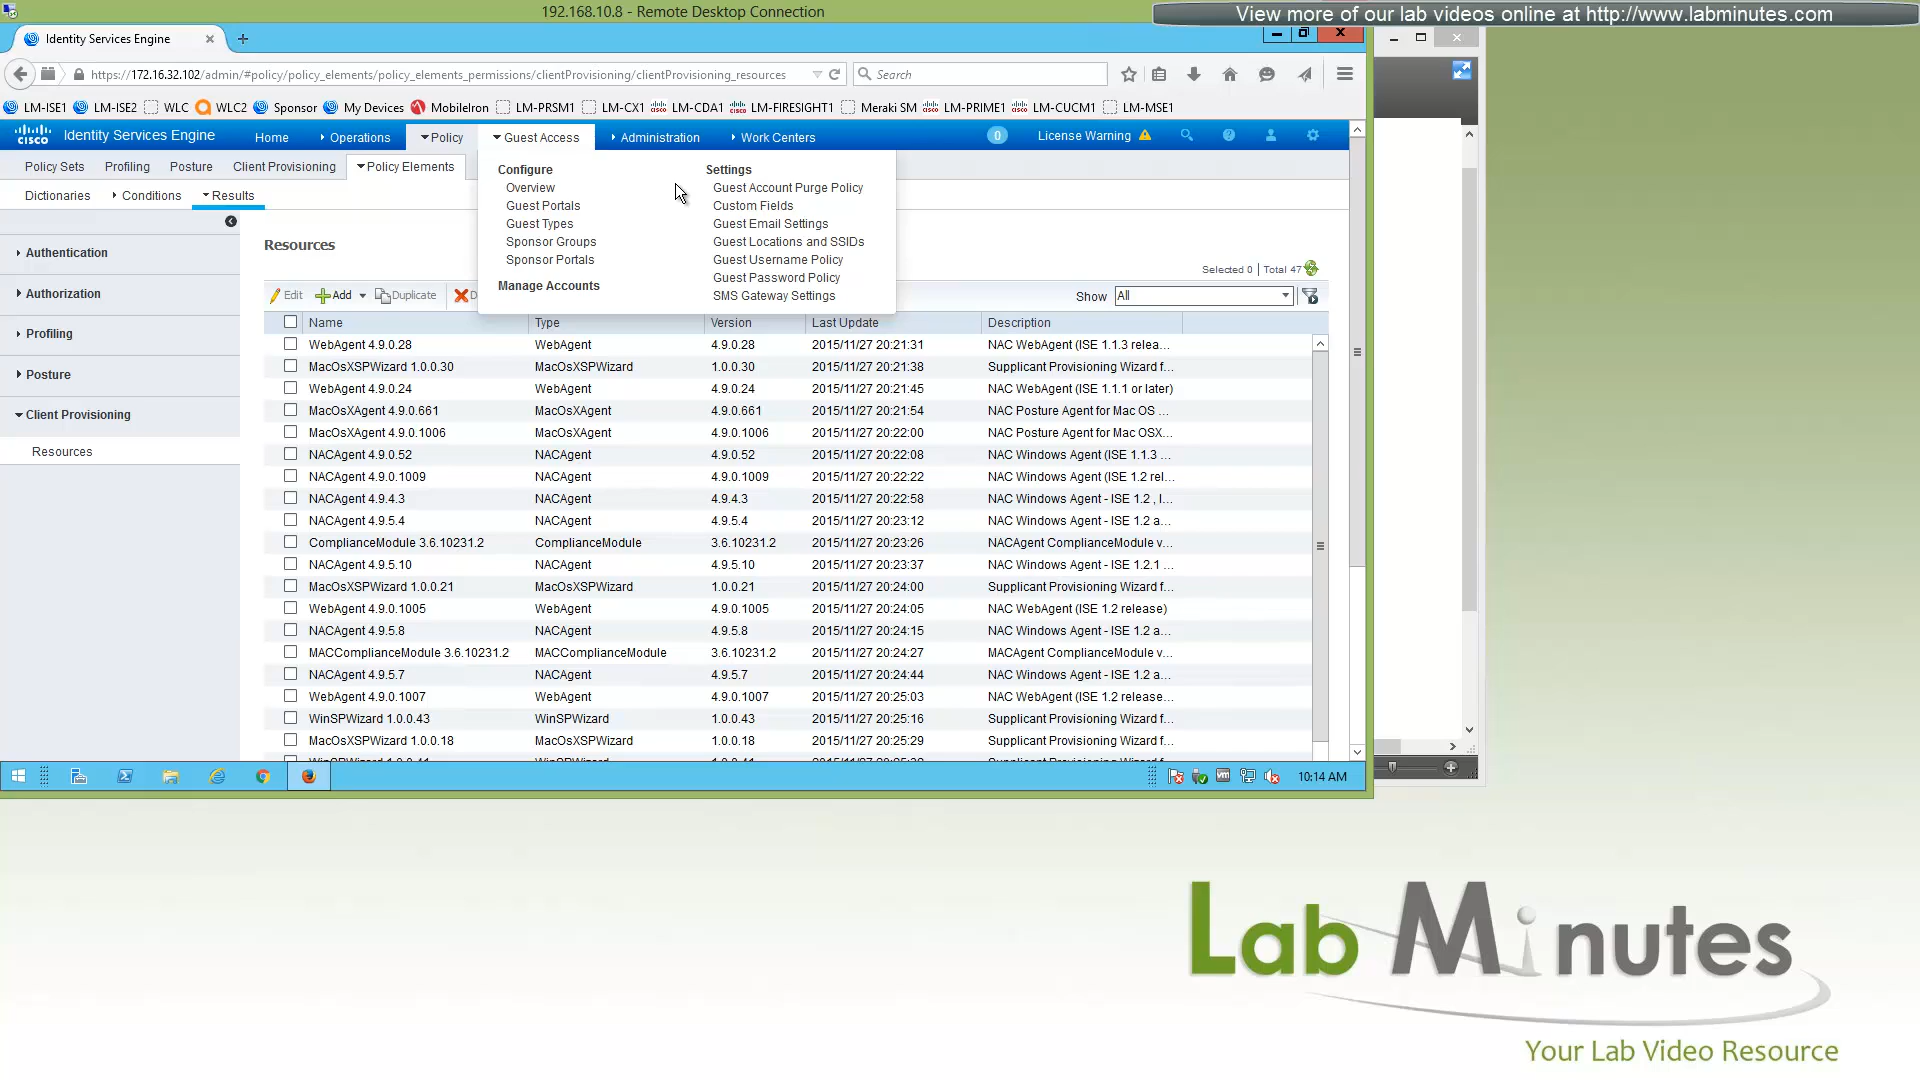 192.168.10.8 - Remote Desktop Connection
View more of our lab videos online at http://www.labminutes.com
Identity Services Engine
https://172.16.32.102/admin/#policy/policy_elements/policy_elements_permissions/clientProvisioning/clientProvisioning_resources
Search
LM-ISE1 LM-ISE2 WLC WLC2 Sponsor My Devices MobileIron LM-PRSM1 LM-CX1 LM-CDA1 LM-FIRESIGHT1 Meraki SM LM-PRIME1 LM-CUCM1 LM-MSE1
cisco Identity Services Engine Home Operations Policy Guest Access Administration Work Centers 0 License Warning
Policy Sets Profiling Posture Client Provisioning Policy Elements
Dictionaries Conditions Results
Configure
Overview
Guest Portals
Guest Types
Sponsor Groups
Sponsor Portals
Manage Accounts
Settings
Guest Account Purge Policy
Custom Fields
Guest Email Settings
Guest Locations and SSIDs
Guest Username Policy
Guest Password Policy
SMS Gateway Settings
Authentication
Authorization
Profiling
Posture
Client Provisioning
Resources
Resources
Selected 0 | Total 47
Edit Add Duplicate
Show All
Name Type Version Last Update Description
WebAgent 4.9.0.28 WebAgent 4.9.0.28 2015/11/27 20:21:31 NAC WebAgent (ISE 1.1.3 relea...
MacOsXSPWizard 1.0.0.30 MacOsXSPWizard 1.0.0.30 2015/11/27 20:21:38 Supplicant Provisioning Wizard f...
WebAgent 4.9.0.24 WebAgent 4.9.0.24 2015/11/27 20:21:45 NAC WebAgent (ISE 1.1.1 or later)
MacOsXAgent 4.9.0.661 MacOsXAgent 4.9.0.661 2015/11/27 20:21:54 NAC Posture Agent for Mac OS ...
MacOsXAgent 4.9.0.1006 MacOsXAgent 4.9.0.1006 2015/11/27 20:22:00 NAC Posture Agent for Mac OSX...
NACAgent 4.9.0.52 NACAgent 4.9.0.52 2015/11/27 20:22:08 NAC Windows Agent (ISE 1.1.3 ...
NACAgent 4.9.0.1009 NACAgent 4.9.0.1009 2015/11/27 20:22:22 NAC Windows Agent (ISE 1.2 rel...
NACAgent 4.9.4.3 NACAgent 4.9.4.3 2015/11/27 20:22:58 NAC Windows Agent - ISE 1.2 , I...
NACAgent 4.9.5.4 NACAgent 4.9.5.4 2015/11/27 20:23:12 NAC Windows Agent - ISE 1.2 a...
ComplianceModule 3.6.10231.2 ComplianceModule 3.6.10231.2 2015/11/27 20:23:26 NACAgent ComplianceModule v...
NACAgent 4.9.5.10 NACAgent 4.9.5.10 2015/11/27 20:23:37 NAC Windows Agent - ISE 1.2.1 ...
MacOsXSPWizard 1.0.0.21 MacOsXSPWizard 1.0.0.21 2015/11/27 20:24:00 Supplicant Provisioning Wizard f...
WebAgent 4.9.0.1005 WebAgent 4.9.0.1005 2015/11/27 20:24:05 NAC WebAgent (ISE 1.2 release)
NACAgent 4.9.5.8 NACAgent 4.9.5.8 2015/11/27 20:24:15 NAC Windows Agent - ISE 1.2 a...
MACComplianceModule 3.6.10231.2 MACComplianceModule 3.6.10231.2 2015/11/27 20:24:27 MACAgent ComplianceModule v...
NACAgent 4.9.5.7 NACAgent 4.9.5.7 2015/11/27 20:24:44 NAC Windows Agent - ISE 1.2 a...
WebAgent 4.9.0.1007 WebAgent 4.9.0.1007 2015/11/27 20:25:03 NAC WebAgent (ISE 1.2 release...
WinSPWizard 1.0.0.43 WinSPWizard 1.0.0.43 2015/11/27 20:25:16 Supplicant Provisioning Wizard f...
MacOsXSPWizard 1.0.0.18 MacOsXSPWizard 1.0.0.18 2015/11/27 20:25:29 Supplicant Provisioning Wizard f...
10:14 AM
Lab Minutes
Your Lab Video Resource